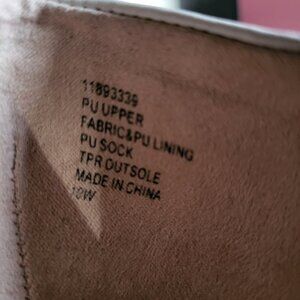 11893339
PU UPPER
FABRIC&PU LINING
PU SOCK
TPR OUTSOLE
MADE IN CHINA
10W